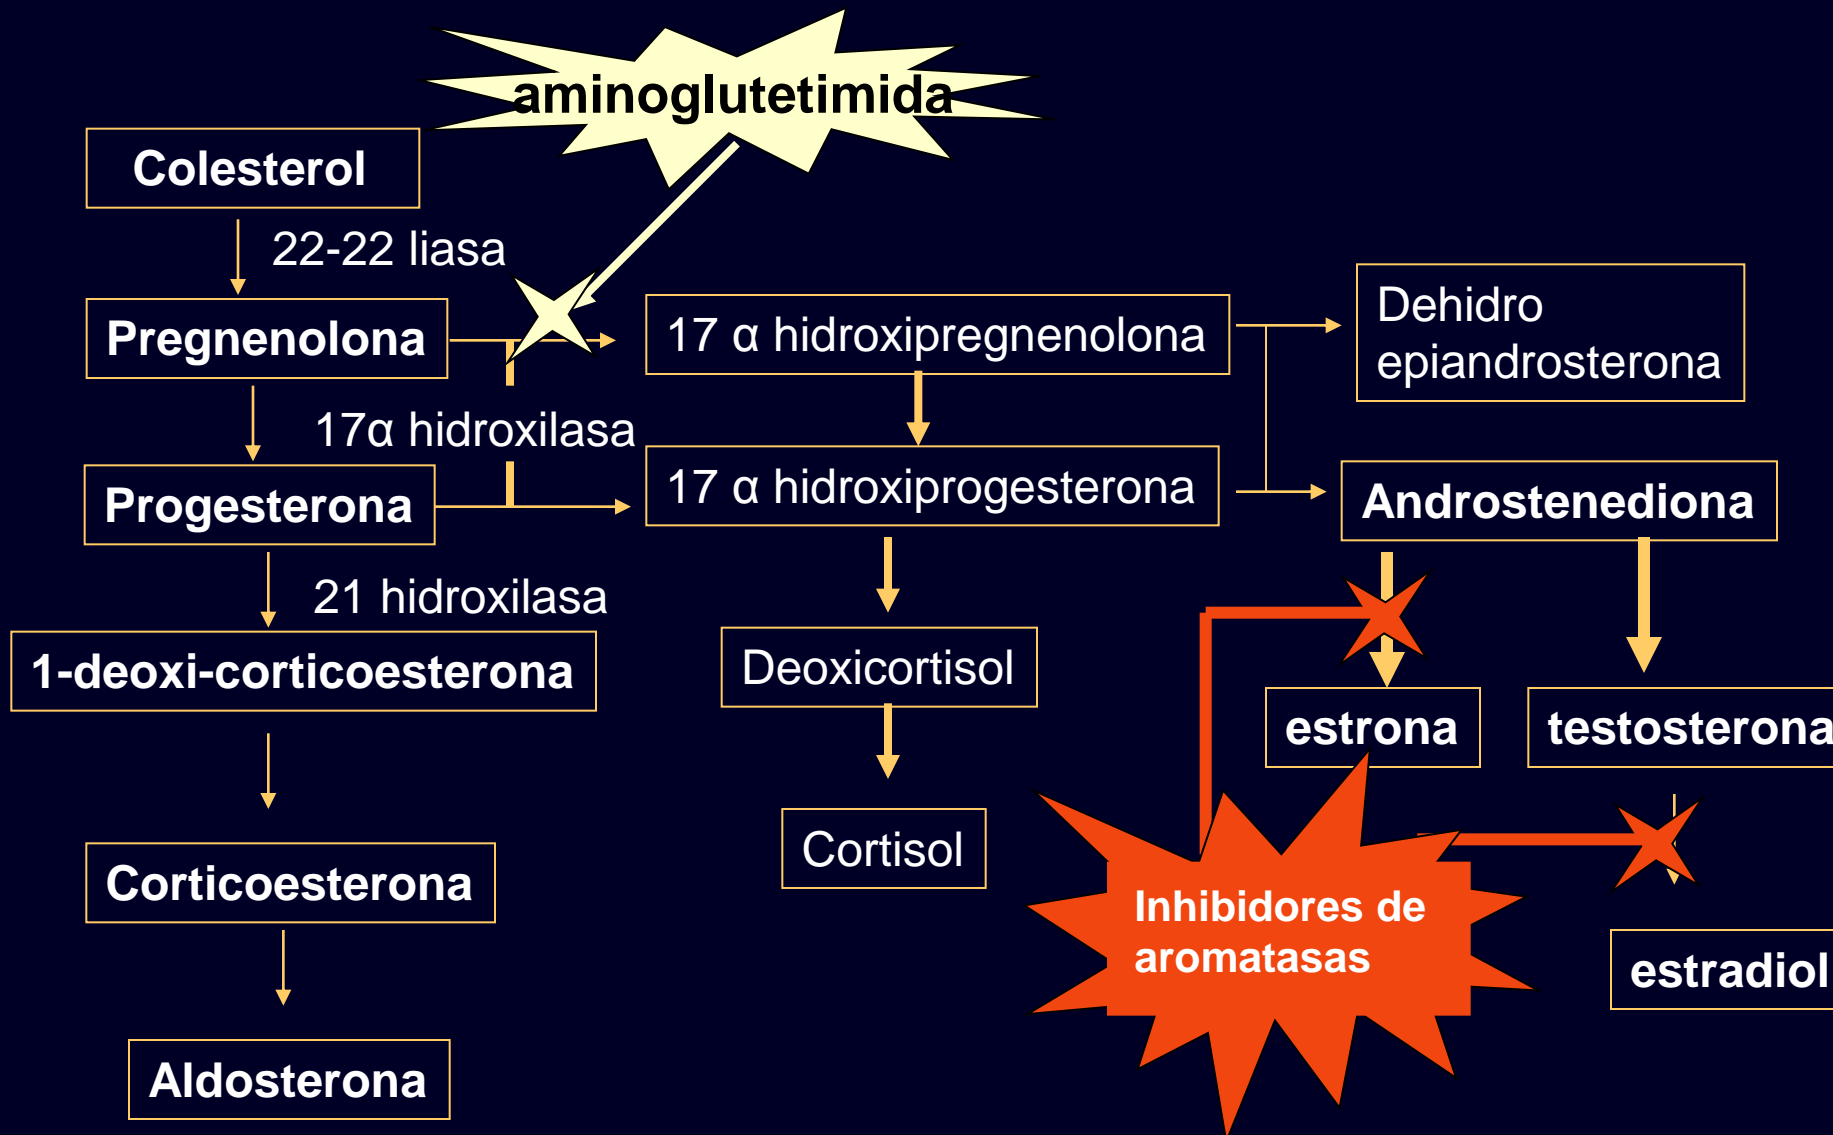 aminoglutetimida
Colesterol
22-22 liasa
Pregnenolona
17 α hidroxipregnenolona
Dehidro
epiandrosterona
17α hidroxilasa
Progesterona
17 α hidroxiprogesterona
Androstenediona
21 hidroxilasa
1-deoxi-corticoesterona
Deoxicortisol
estrona
testosterona
Cortisol
Corticoesterona
Inhibidores de
aromatasas
estradiol
Aldosterona